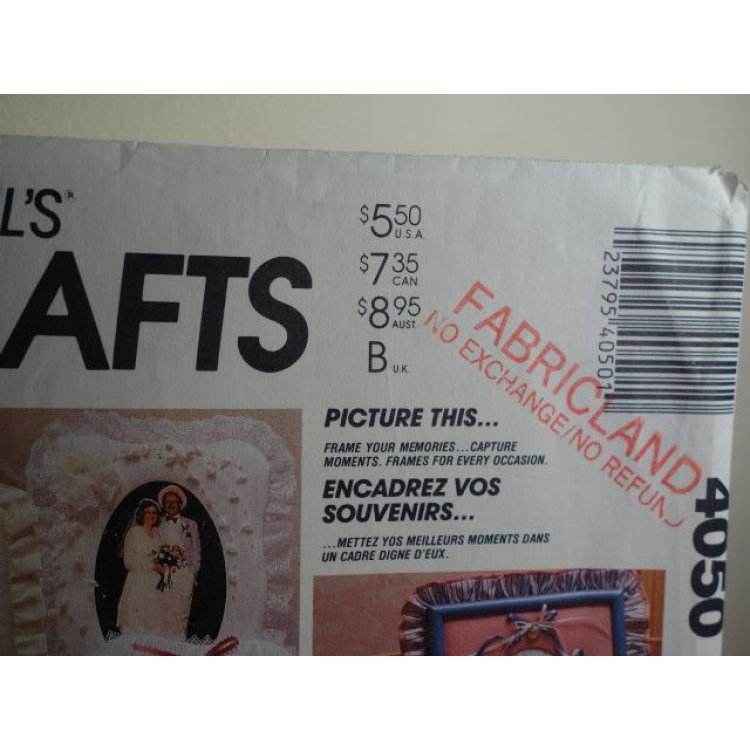 L'S®
AFTS
$5.50 U.S.A.
$7.35 CAN
$8.95 AUST.
B U.K.
23795 40501
FABRICLAND
NO EXCHANGE/NO REFUND
PICTURE THIS...
FRAME YOUR MEMORIES...CAPTURE
MOMENTS. FRAMES FOR EVERY OCCASION.
ENCADREZ VOS
SOUVENIRS...
...METTEZ YOS MEILLEURS MOMENTS DANS
UN CADRE DIGNE D'EUX.
4050